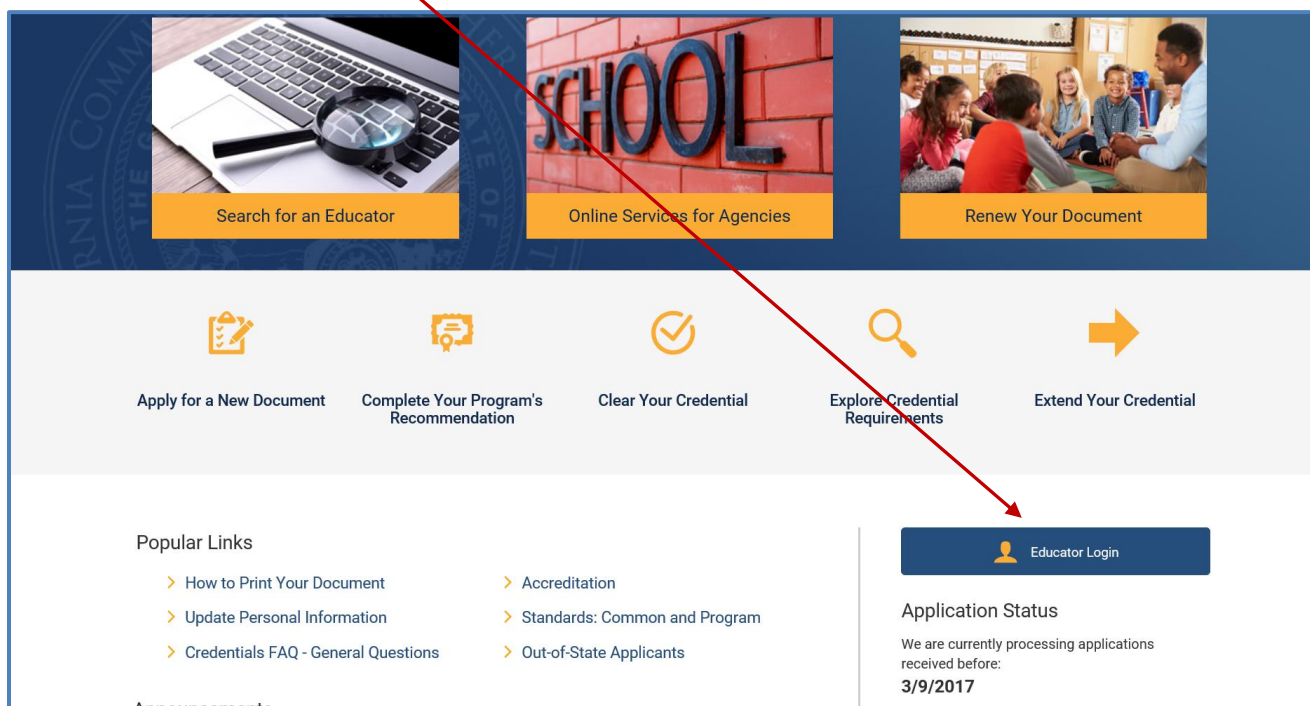 SCHOOL
Search for an Educator
Online Services for Agencies
Renew Your Document
Apply for a New Document
Complete Your Program's
Recommendation
Clear Your Credential
Explore Credential
Requirements
Extend Your Credential
Popular Links
How to Print Your Document
Update Personal Information
Credentials FAQ - General Questions
Accreditation
Standards: Common and Program
Out-of-State Applicants
Educator Login
Application Status
We are currently processing applications
received before:
3/9/2017